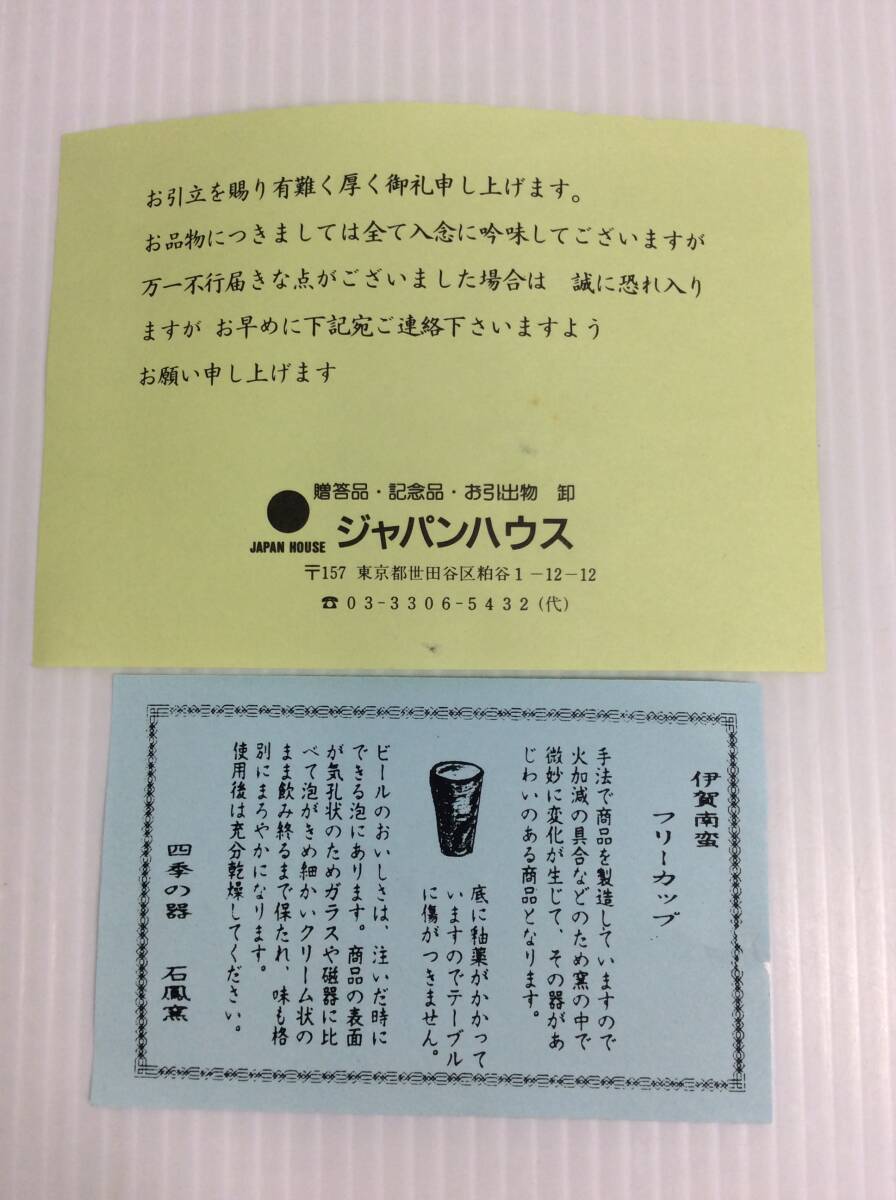 お引立を賜り有難く厚く御礼申し上げます。
お品物につきましては全て入念に吟味してございますが
万一不行届きな点がございました場合は　誠に恐れ入り
ますが お早めに下記宛ご連絡下さいますよう
お願い申し上げます
贈答品・記念品・お引出物　卸
JAPAN HOUSE ジャパンハウス
〒157 東京都世田谷区粕谷1－12－12
☎03-3306-5432(代)
伊賀南蛮
フリーカップ
手法で商品を製造していますので
火加減の具合などのため窯の中で
微妙に変化が生じて、その器があ
じわいのある商品となります。
底に釉薬がかかって
いますのでテーブル
に傷がつきません。
ビールのおいしさは、注いだ時に
できる泡にあります。商品の表面
が気孔状のためガラスや磁器に比
べて泡がきめ細かいクリーム状の
まま飲み終るまで保たれ、味も格
別にまろやかになります。
使用後は充分乾燥してください。
四季の器　石鳳窯